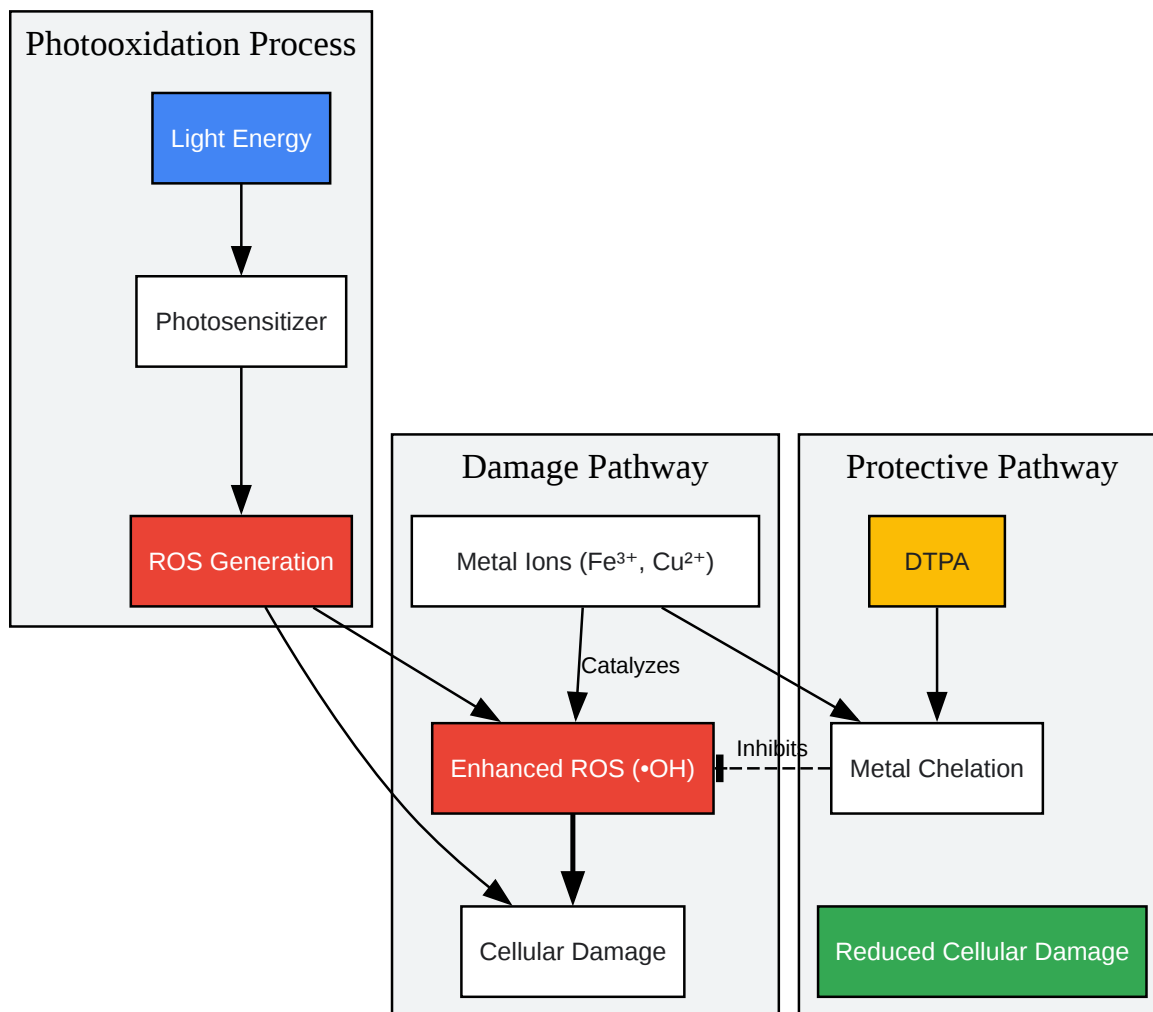 Photooxidation Process
Light Energy
Photosensitizer
ROS Generation
Damage Pathway
Metal Ions (Fe³⁺, Cu²⁺)
Catalyzes
Enhanced ROS (•OH)
Cellular Damage
Protective Pathway
DTPA
Inhibits
Metal Chelation
Reduced Cellular Damage